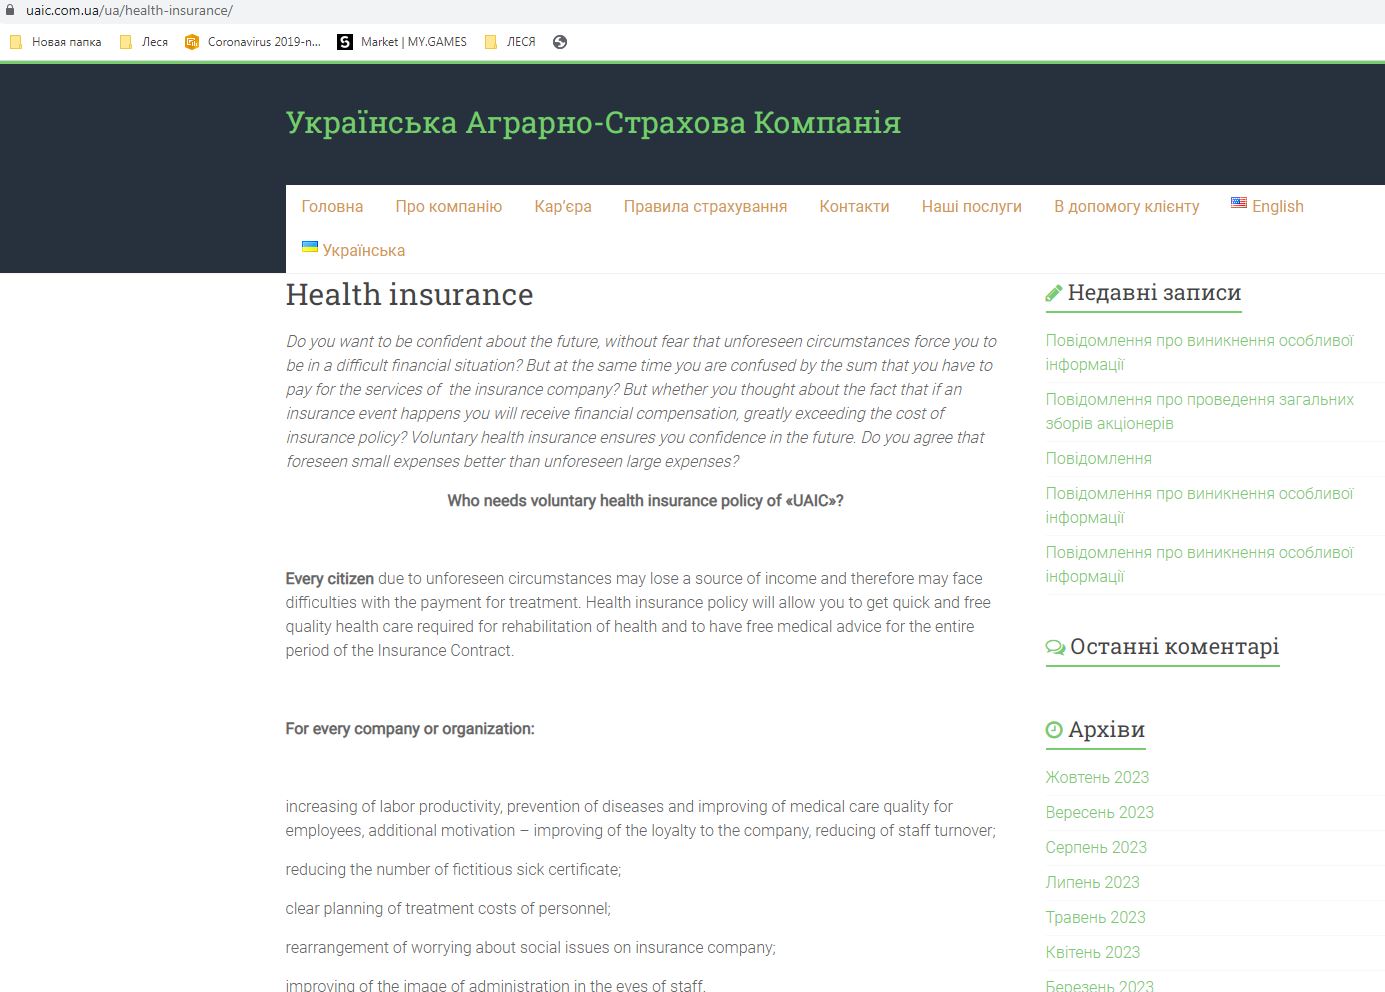 uaic.com.ua/ua/health-insurance/
Новая папка
Леся
Coronavirus 2019-n...
Market | MY.GAMES
ЛЕСЯ
Українська Аграрно-Страхова Компанія
Головна Про компанію Кар’єра Правила страхування Контакти Наші послуги В допомогу клієнту English
Українська
Health insurance
Do you want to be confident about the future, without fear that unforeseen circumstances force you to
be in a difficult financial situation? But at the same time you are confused by the sum that you have to
pay for the services of the insurance company? But whether you thought about the fact that if an
insurance event happens you will receive financial compensation, greatly exceeding the cost of
insurance policy? Voluntary health insurance ensures you confidence in the future. Do you agree that
foreseen small expenses better than unforeseen large expenses?
Who needs voluntary health insurance policy of «UAIC»?
Every citizen due to unforeseen circumstances may lose a source of income and therefore may face
difficulties with the payment for treatment. Health insurance policy will allow you to get quick and free
quality health care required for rehabilitation of health and to have free medical advice for the entire
period of the Insurance Contract.
For every company or organization:
increasing of labor productivity, prevention of diseases and improving of medical care quality for
employees, additional motivation – improving of the loyalty to the company, reducing of staff turnover;
reducing the number of fictitious sick certificate;
clear planning of treatment costs of personnel;
rearrangement of worrying about social issues on insurance company;
improving of the image of administration in the eyes of staff.
Недавні записи
Повідомлення про виникнення особливої
інформації
Повідомлення про проведення загальних
зборів акціонерів
Повідомлення
Повідомлення про виникнення особливої
інформації
Повідомлення про виникнення особливої
інформації
Останні коментарі
Архіви
Жовтень 2023
Вересень 2023
Серпень 2023
Липень 2023
Травень 2023
Квітень 2023
Березень 2023